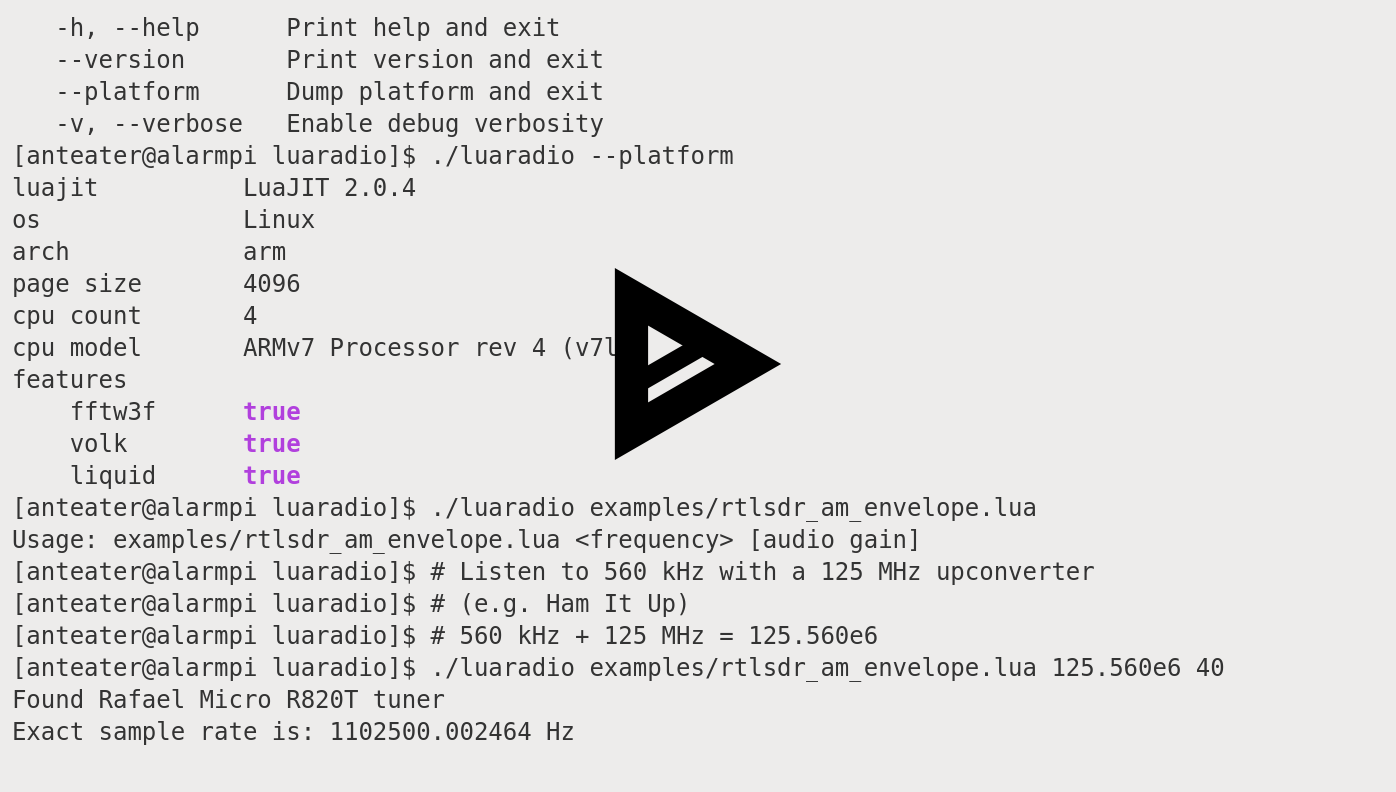 -h, --help      Print help and exit
--version       Print version and exit
--platform      Dump platform and exit
-v, --verbose   Enable debug verbosity
[anteater@alarmpi luaradio]$ ./luaradio --platform
luajit          LuaJIT 2.0.4
os              Linux
arch            arm
page size       4096
cpu count       4
cpu model       ARMv7 Processor rev 4 (v7l
features
    fftw3f      true
    volk        true
    liquid      true
[anteater@alarmpi luaradio]$ ./luaradio examples/rtlsdr_am_envelope.lua
Usage: examples/rtlsdr_am_envelope.lua <frequency> [audio gain]
[anteater@alarmpi luaradio]$ # Listen to 560 kHz with a 125 MHz upconverter
[anteater@alarmpi luaradio]$ # (e.g. Ham It Up)
[anteater@alarmpi luaradio]$ # 560 kHz + 125 MHz = 125.560e6
[anteater@alarmpi luaradio]$ ./luaradio examples/rtlsdr_am_envelope.lua 125.560e6 40
Found Rafael Micro R820T tuner
Exact sample rate is: 1102500.002464 Hz